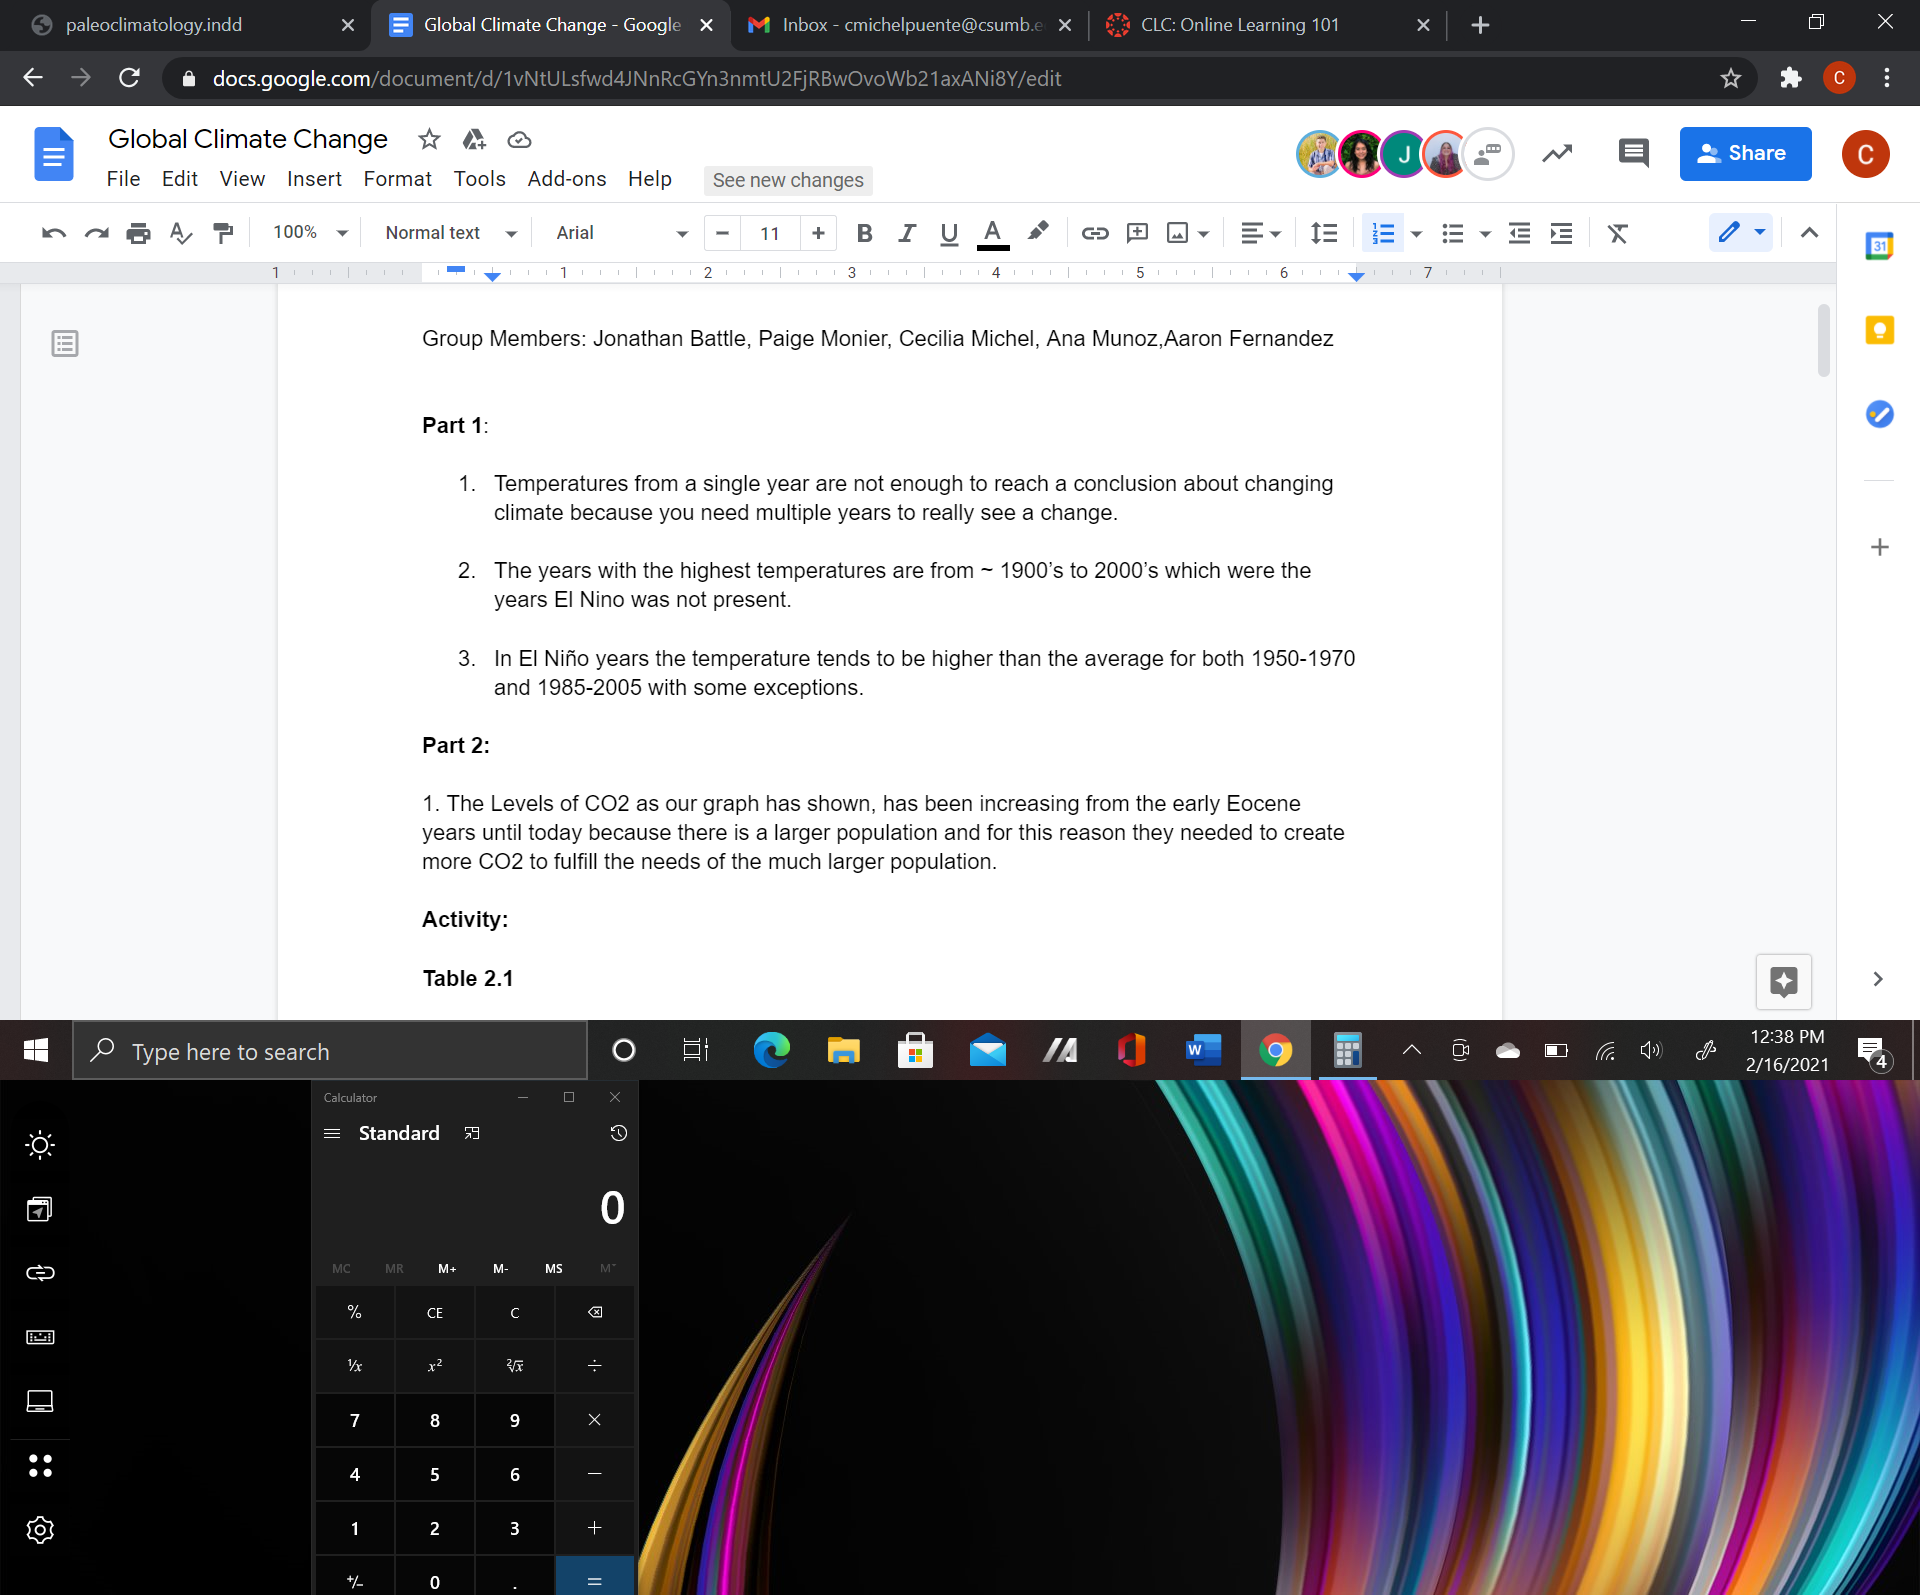 paleoclimatology.indd
Global Climate Change - Google
Inbox - cmichelpuente@csumb.e
CLC: Online Learning 101
docs.google.com/document/d/1vNtULsfwd4JNnRcGYn3nmtU2FjRBwOvoWb21axANi8Y/edit
C
Global Climate Change
J
Share
C
File Edit View Insert Format Tools Add-ons Help See new changes
100% Normal text Arial 11 B I U A
31
1 1 2 3 4 5 6 7
Group Members: Jonathan Battle, Paige Monier, Cecilia Michel, Ana Munoz,Aaron Fernandez
Part 1:
1. Temperatures from a single year are not enough to reach a conclusion about changing
climate because you need multiple years to really see a change.
2. The years with the highest temperatures are from ~ 1900’s to 2000’s which were the
years El Nino was not present.
3. In El Niño years the temperature tends to be higher than the average for both 1950-1970
and 1985-2005 with some exceptions.
Part 2:
1. The Levels of CO2 as our graph has shown, has been increasing from the early Eocene
years until today because there is a larger population and for this reason they needed to create
more CO2 to fulfill the needs of the much larger population.
Activity:
Table 2.1
Type here to search
W
12:38 PM
2/16/2021
4
Calculator
Standard
0
MC MR M+ M- MS M˅
% CE C
¹/x x² ²√x ÷
7 8 9 ×
4 5 6 −
1 2 3 +
+/− 0 . =